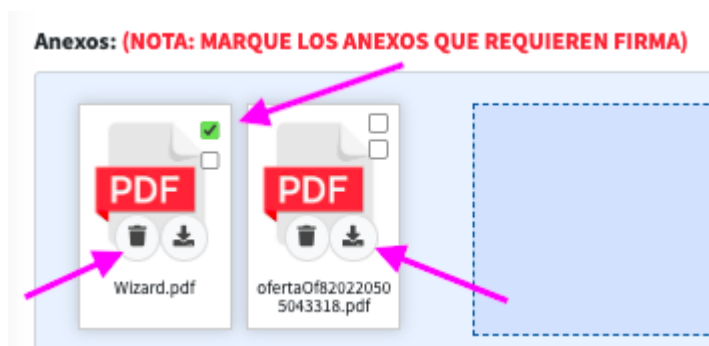 Anexos: (NOTA: MARQUE LOS ANEXOS QUE REQUIEREN FIRMA)
PDF
PDF
Wizard.pdf
ofertaOf82022050
5043318.pdf